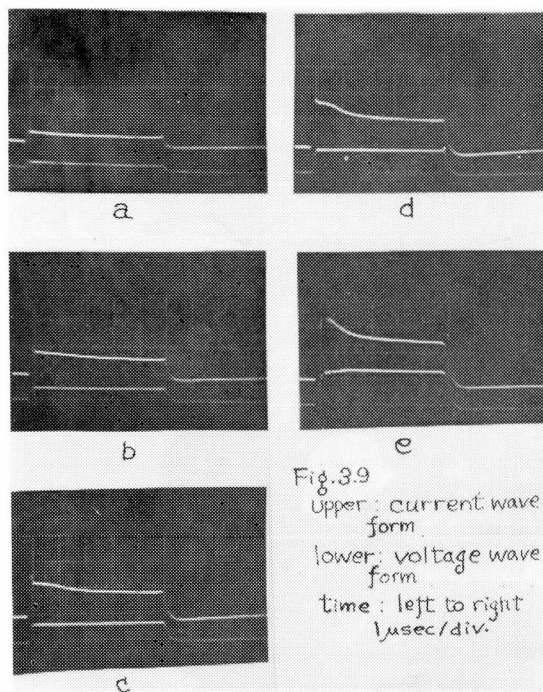 a
d
b
e
c
Fig.3.9
upper : current wave
form
lower : voltage wave
form
time : left to right
1μsec/div.